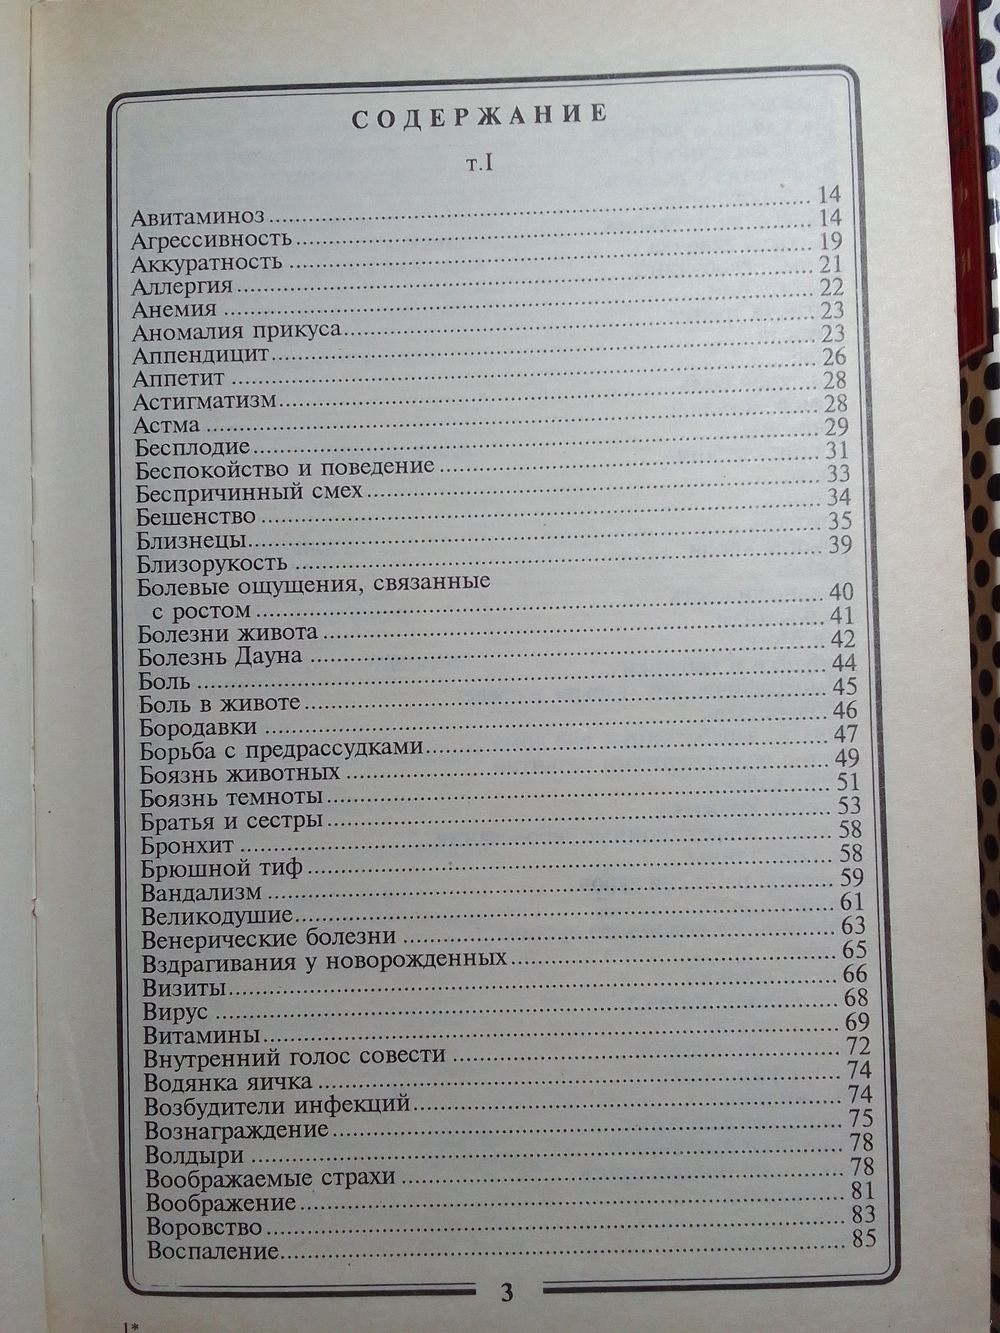 СОДЕРЖАНИЕ
т.I
Авитаминоз ..... 14
Агрессивность ..... 14
Аккуратность ..... 19
Аллергия ..... 21
Анемия ..... 22
Аномалия прикуса ..... 23
Аппендицит ..... 23
Аппетит ..... 26
Астигматизм ..... 28
Астма ..... 28
Бесплодие ..... 29
Беспокойство и поведение ..... 31
Беспричинный смех ..... 33
Бешенство ..... 34
Близнецы ..... 35
Близорукость ..... 39
Болевые ощущения, связанные
с ростом ..... 40
Болезни живота ..... 41
Болезнь Дауна ..... 42
Боль ..... 44
Боль в животе ..... 45
Бородавки ..... 46
Борьба с предрассудками ..... 47
Боязнь животных ..... 49
Боязнь темноты ..... 51
Братья и сестры ..... 53
Бронхит ..... 58
Брюшной тиф ..... 58
Вандализм ..... 59
Великодушие ..... 61
Венерические болезни ..... 63
Вздрагивания у новорожденных ..... 65
Визиты ..... 66
Вирус ..... 68
Витамины ..... 69
Внутренний голос совести ..... 72
Водянка яичка ..... 74
Возбудители инфекций ..... 74
Вознаграждение ..... 75
Волдыри ..... 78
Воображаемые страхи ..... 78
Воображение ..... 81
Воровство ..... 83
Воспаление ..... 85
3
1*